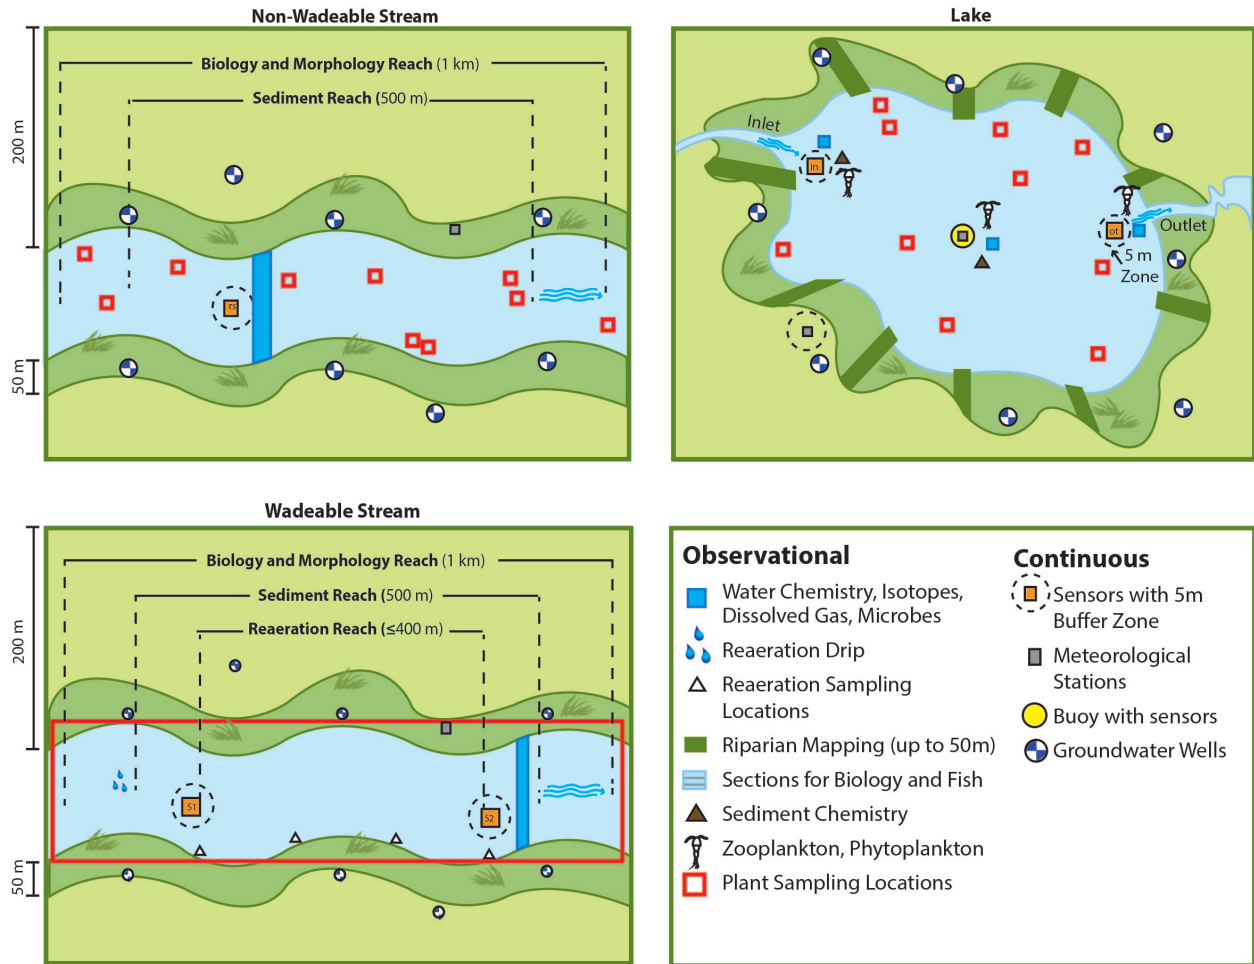 Non-Wadeable Stream
200 m
50 m
Biology and Morphology Reach (1 km)
Sediment Reach (500 m)
rs
Lake
Inlet
in
ot
Outlet
5 m
Zone
Wadeable Stream
200 m
50 m
Biology and Morphology Reach (1 km)
Sediment Reach (500 m)
Reaeration Reach (≤400 m)
S1
S2
Observational
Water Chemistry, Isotopes,
Dissolved Gas, Microbes
Reaeration Drip
Reaeration Sampling
Locations
Riparian Mapping (up to 50m)
Sections for Biology and Fish
Sediment Chemistry
Zooplankton, Phytoplankton
Plant Sampling Locations
Continuous
Sensors with 5m
Buffer Zone
Meteorological
Stations
Buoy with sensors
Groundwater Wells